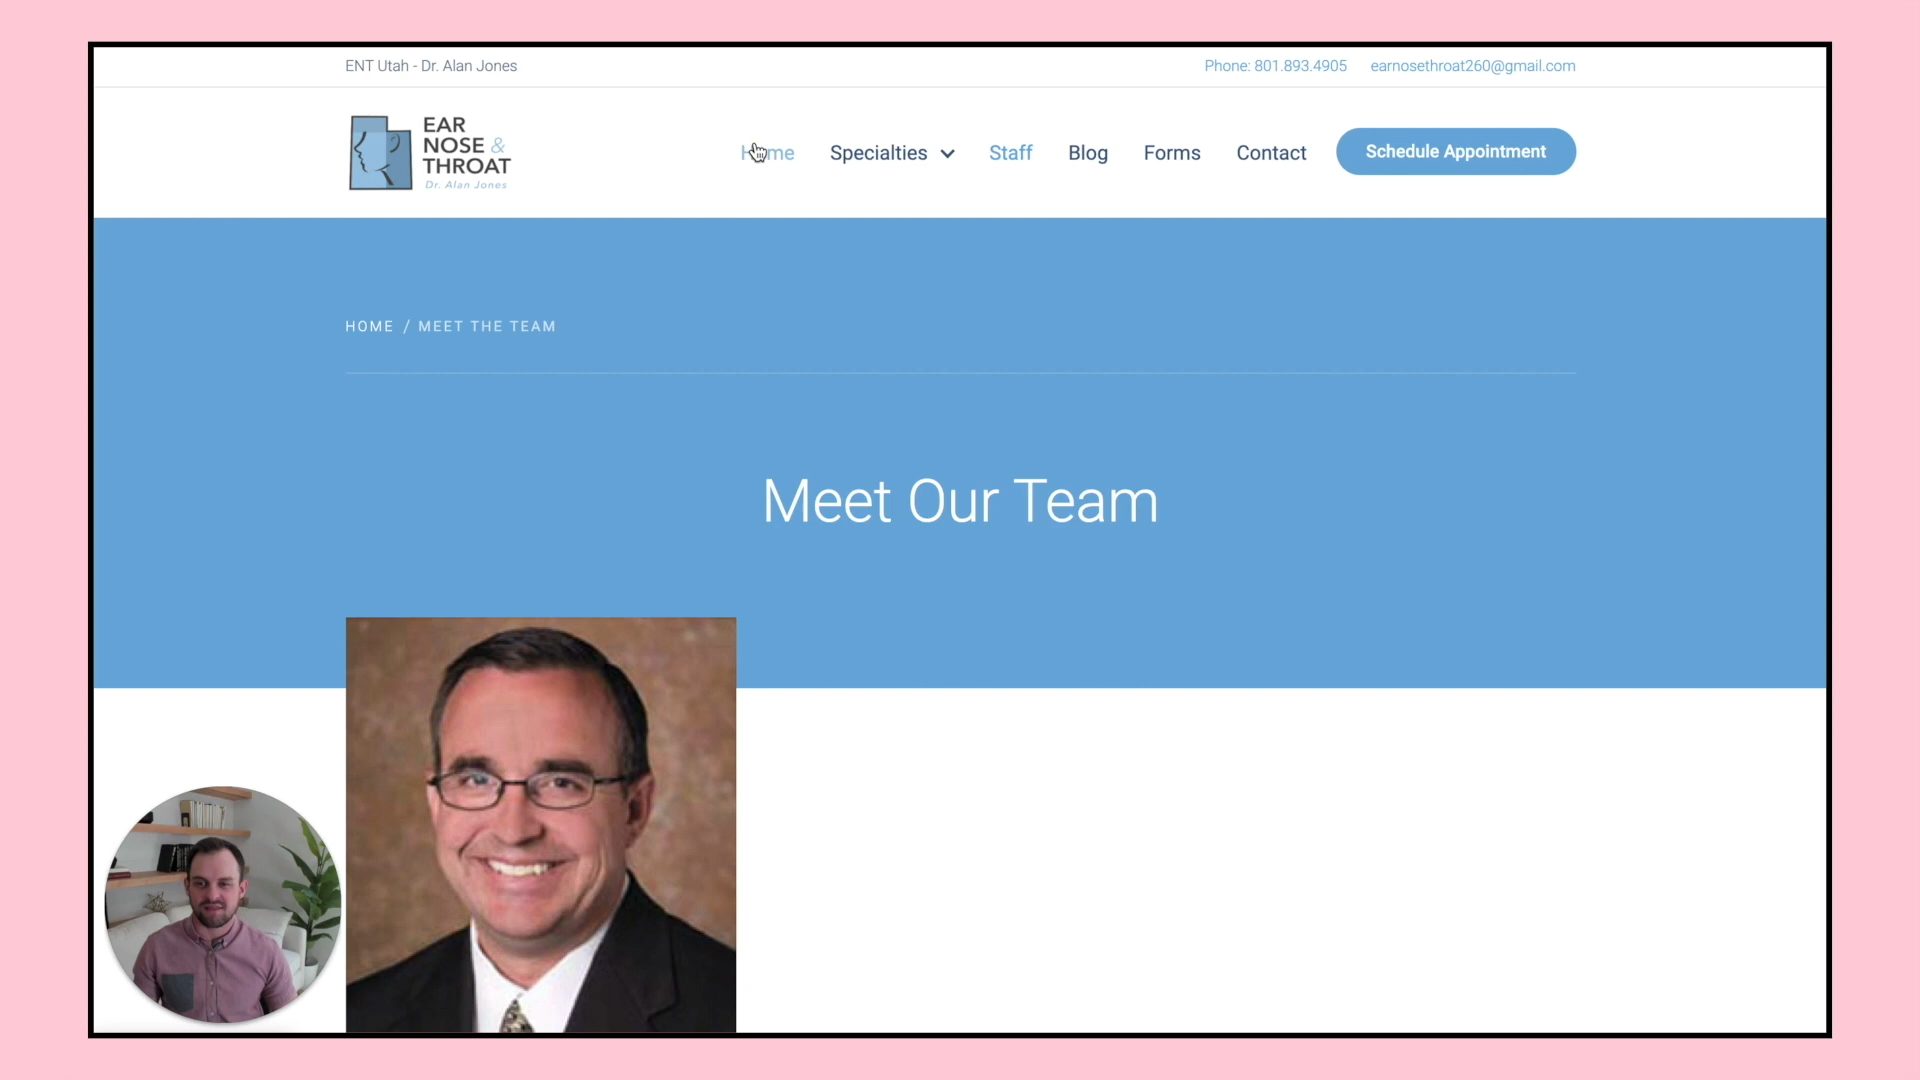 ENT Utah - Dr. Alan Jones
Phone: 801.893.4905 earnosethroat260@gmail.com
EAR
NOSE &
THROAT
Dr. Alan Jones
Home Specialties Staff Blog Forms Contact Schedule Appointment
HOME / MEET THE TEAM
Meet Our Team